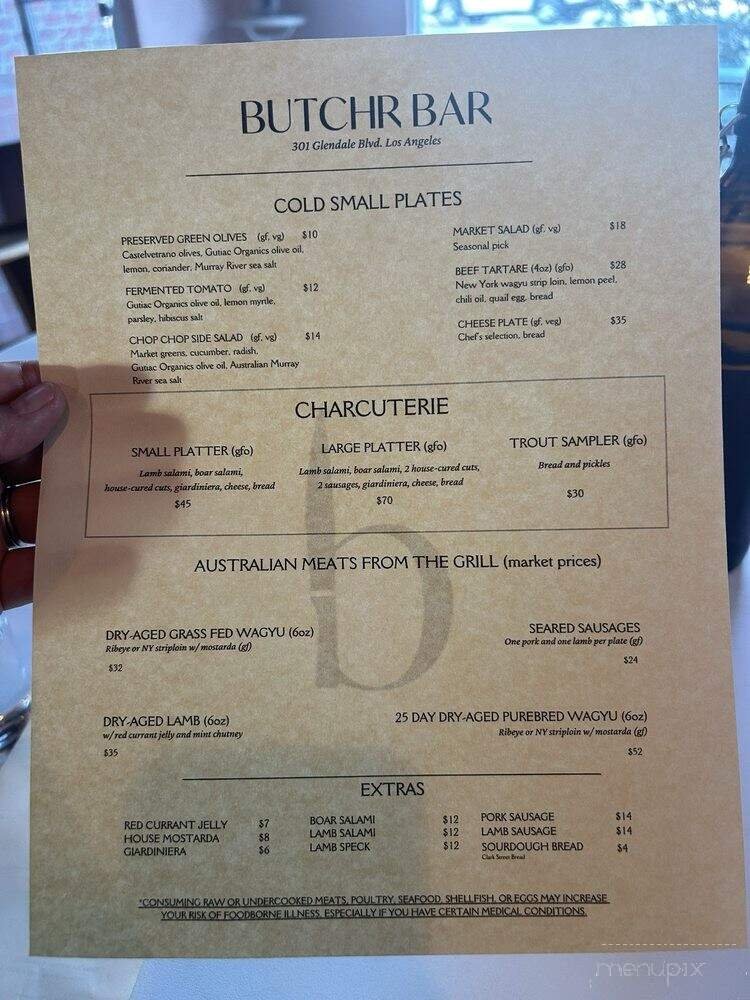 BUTCHR BAR
301 Glendale Blvd. Los Angeles
COLD SMALL PLATES
PRESERVED GREEN OLIVES (gf, vg) $10
Castelvetrano olives, Gutiac Organics olive oil,
lemon, coriander, Murray River sea salt
FERMENTED TOMATO (gf, vg) $12
Gutiac Organics olive oil, lemon myrtle,
parsley, hibiscus salt
CHOP CHOP SIDE SALAD (gf, vg) $14
Market greens, cucumber, radish,
Gutiac Organics olive oil, Australian Murray
River sea salt
MARKET SALAD (gf, vg) $18
Seasonal pick
BEEF TARTARE (4oz) (gfo) $28
New York wagyu strip loin, lemon peel,
chili oil, quail egg, bread
CHEESE PLATE (gf, veg) $35
Chef's selection, bread
CHARCUTERIE
SMALL PLATTER (gfo)
Lamb salami, boar salami,
house-cured cuts, giardiniera, cheese, bread
$45
LARGE PLATTER (gfo)
Lamb salami, boar salami, 2 house-cured cuts,
2 sausages, giardiniera, cheese, bread
$70
TROUT SAMPLER (gfo)
Bread and pickles
$30
b
AUSTRALIAN MEATS FROM THE GRILL (market prices)
DRY-AGED GRASS FED WAGYU (6oz)
Ribeye or NY striploin w/ mostarda (gf)
$32
SEARED SAUSAGES
One pork and one lamb per plate (gf)
$24
DRY-AGED LAMB (6oz)
w/ red currant jelly and mint chutney
$35
25 DAY DRY-AGED PUREBRED WAGYU (6oz)
Ribeye or NY striploin w/ mostarda (gf)
$52
EXTRAS
RED CURRANT JELLY $7
HOUSE MOSTARDA $8
GIARDINIERA $6
BOAR SALAMI $12
LAMB SALAMI $12
LAMB SPECK $12
PORK SAUSAGE $14
LAMB SAUSAGE $14
SOURDOUGH BREAD $4
Clark Street Bread
*CONSUMING RAW OR UNDERCOOKED MEATS, POULTRY, SEAFOOD, SHELLFISH, OR EGGS MAY INCREASE
YOUR RISK OF FOODBORNE ILLNESS, ESPECIALLY IF YOU HAVE CERTAIN MEDICAL CONDITIONS.
menupix